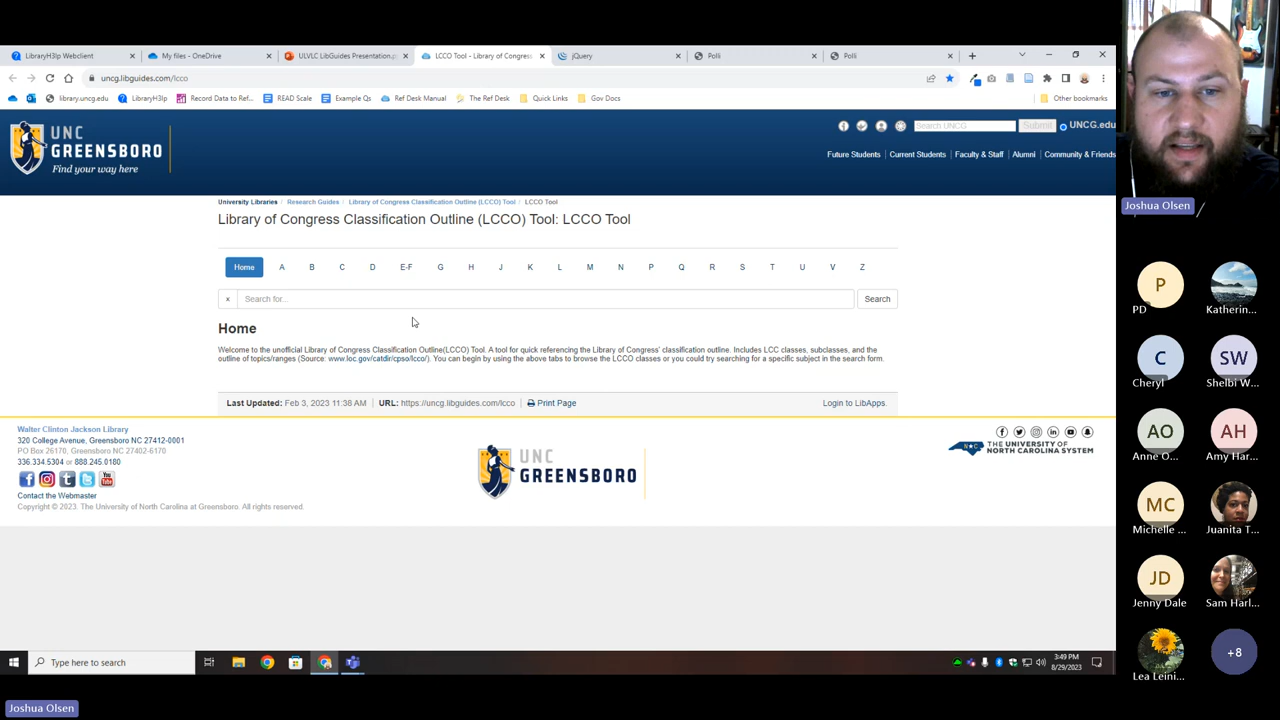 LibraryH3lp Webclient
My files - OneDrive
ULVLC LibGuides Presentation.p
LCCO Tool - Library of Congress
jQuery
Polli
Polli
uncg.libguides.com/lcco
library.uncg.edu
LibraryH3lp
Record Data to Ref...
READ Scale
Example Qs
Ref Desk Manual
The Ref Desk
Quick Links
Gov Docs
Other bookmarks
UNC
GREENSBORO
Find your way here
Search UNCG
Submit
UNCG.edu
Future Students
Current Students
Faculty & Staff
Alumni
Community & Friends
University Libraries / Research Guides / Library of Congress Classification Outline (LCCO) Tool / LCCO Tool
Library of Congress Classification Outline (LCCO) Tool: LCCO Tool
Home A B C D E-F G H J K L M N P Q R S T U V Z
x Search for... Search
Home
Welcome to the unofficial Library of Congress Classification Outline(LCCO) Tool. A tool for quick referencing the Library of Congress' classification outline. Includes LCC classes, subclasses, and the
outline of topics/ranges (Source: www.loc.gov/catdir/cpso/lcco/). You can begin by using the above tabs to browse the LCCO classes or you could try searching for a specific subject in the search form.
Last Updated: Feb 3, 2023 11:38 AM | URL: https://uncg.libguides.com/lcco | Print Page
Login to LibApps.
Walter Clinton Jackson Library
320 College Avenue, Greensboro NC 27412-0001
PO Box 26170, Greensboro NC 27402-6170
336.334.5304 or 888.245.0180
Contact the Webmaster
Copyright © 2023. The University of North Carolina at Greensboro. All rights reserved.
UNC
GREENSBORO
THE UNIVERSITY OF
NORTH CAROLINA SYSTEM
Type here to search
3:49 PM
8/29/2023
Joshua Olsen
Joshua Olsen
P
PD
Katherin...
C
Cheryl
SW
Shelbi W...
AO
Anne O...
AH
Amy Har...
MC
Michelle ...
Juanita T...
JD
Jenny Dale
Sam Harl...
Lea Leini...
+8